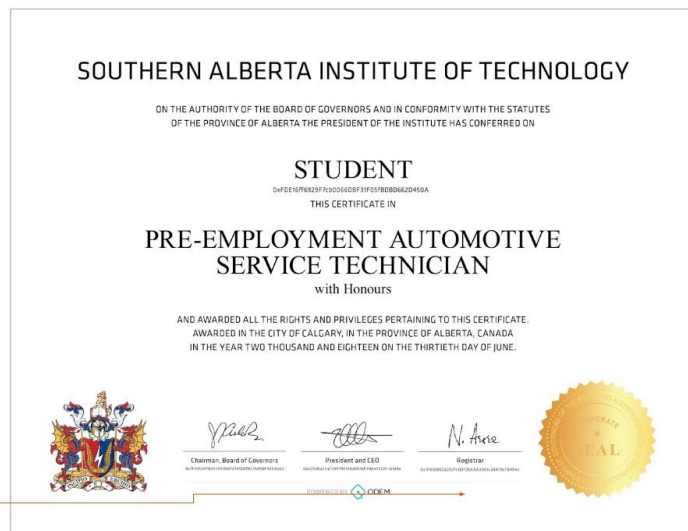 SOUTHERN ALBERTA INSTITUTE OF TECHNOLOGY
ON THE AUTHORITY OF THE BOARD OF GOVERNORS AND IN CONFORMITY WITH THE STATUTES
OF THE PROVINCE OF ALBERTA THE PRESIDENT OF THE INSTITUTE HAS CONFERRED ON
STUDENT
THIS CERTIFICATE IN
PRE-EMPLOYMENT AUTOMOTIVE
SERVICE TECHNICIAN
with Honours
AND AWARDED ALL THE RIGHTS AND PRIVILEGES PERTAINING TO THIS CERTIFICATE.
AWARDED IN THE CITY OF CALGARY, IN THE PROVINCE OF ALBERTA, CANADA
IN THE YEAR TWO THOUSAND AND EIGHTEEN ON THE THIRTIETH DAY OF JUNE.
Chairman, Board of Governors
President and CEO
Registrar
CORPORATE
SEAL
POWERED BY ODEM